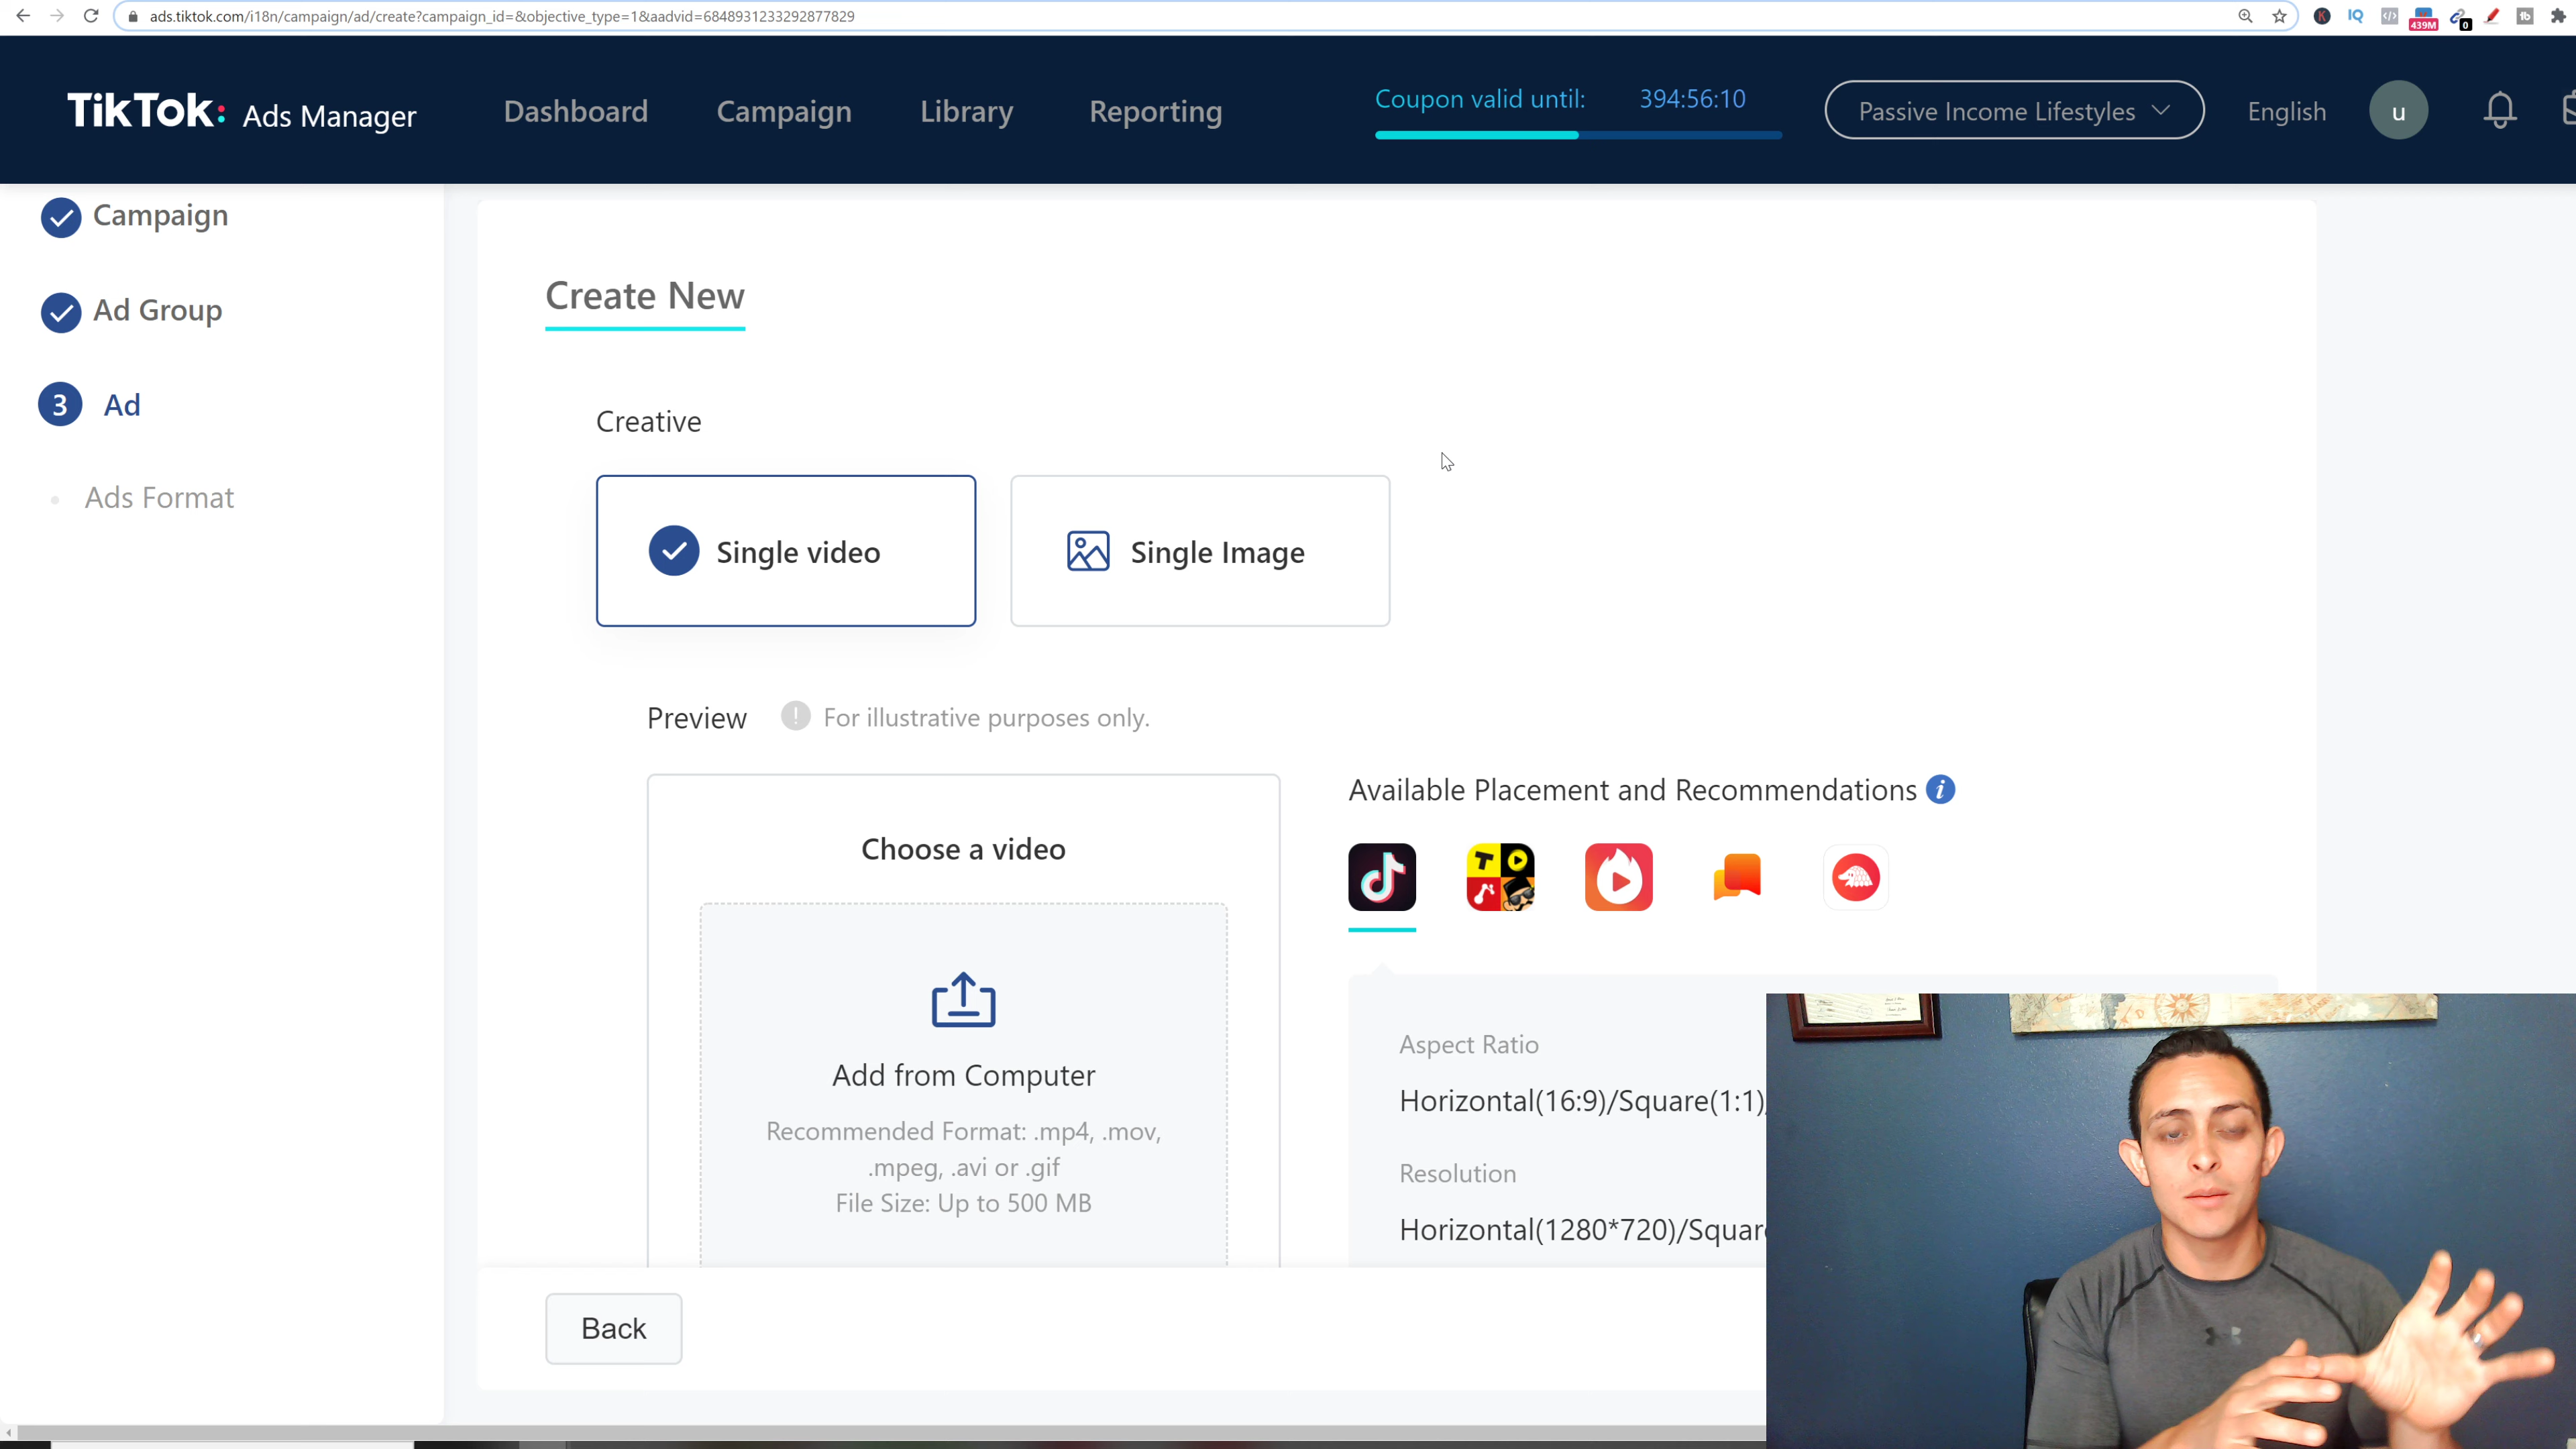 ads.tiktok.com/i18n/campaign/ad/create?campaign_id=&objective_type=1&aadvid=6848931233292877829
K
IQ
439M
0
TikTok: Ads Manager
Dashboard
Campaign
Library
Reporting
Coupon valid until: 394:56:10
Passive Income Lifestyles
English
u
Campaign
Ad Group
3 Ad
Ads Format
Create New
Creative
Single video
Single Image
Preview
For illustrative purposes only.
Choose a video
Add from Computer
Recommended Format: .mp4, .mov,
.mpeg, .avi or .gif
File Size: Up to 500 MB
Available Placement and Recommendations
Aspect Ratio
Horizontal(16:9)/Square(1:1)
Resolution
Horizontal(1280*720)/Square
Back